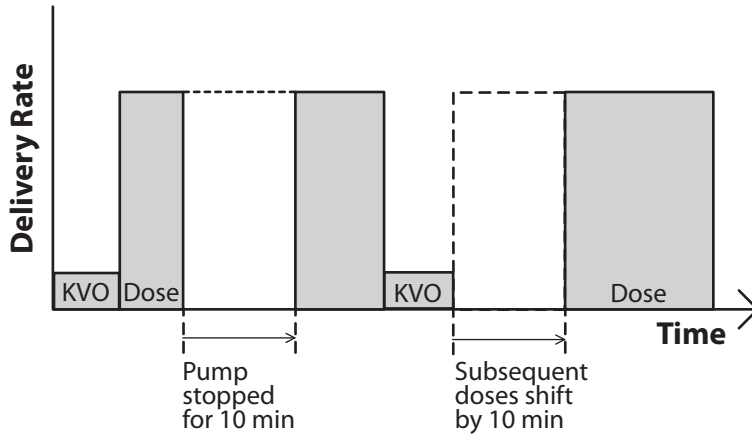 Delivery Rate
KVO
Dose
KVO
Dose
Time
Pump
stopped
for 10 min
Subsequent
doses shift
by 10 min